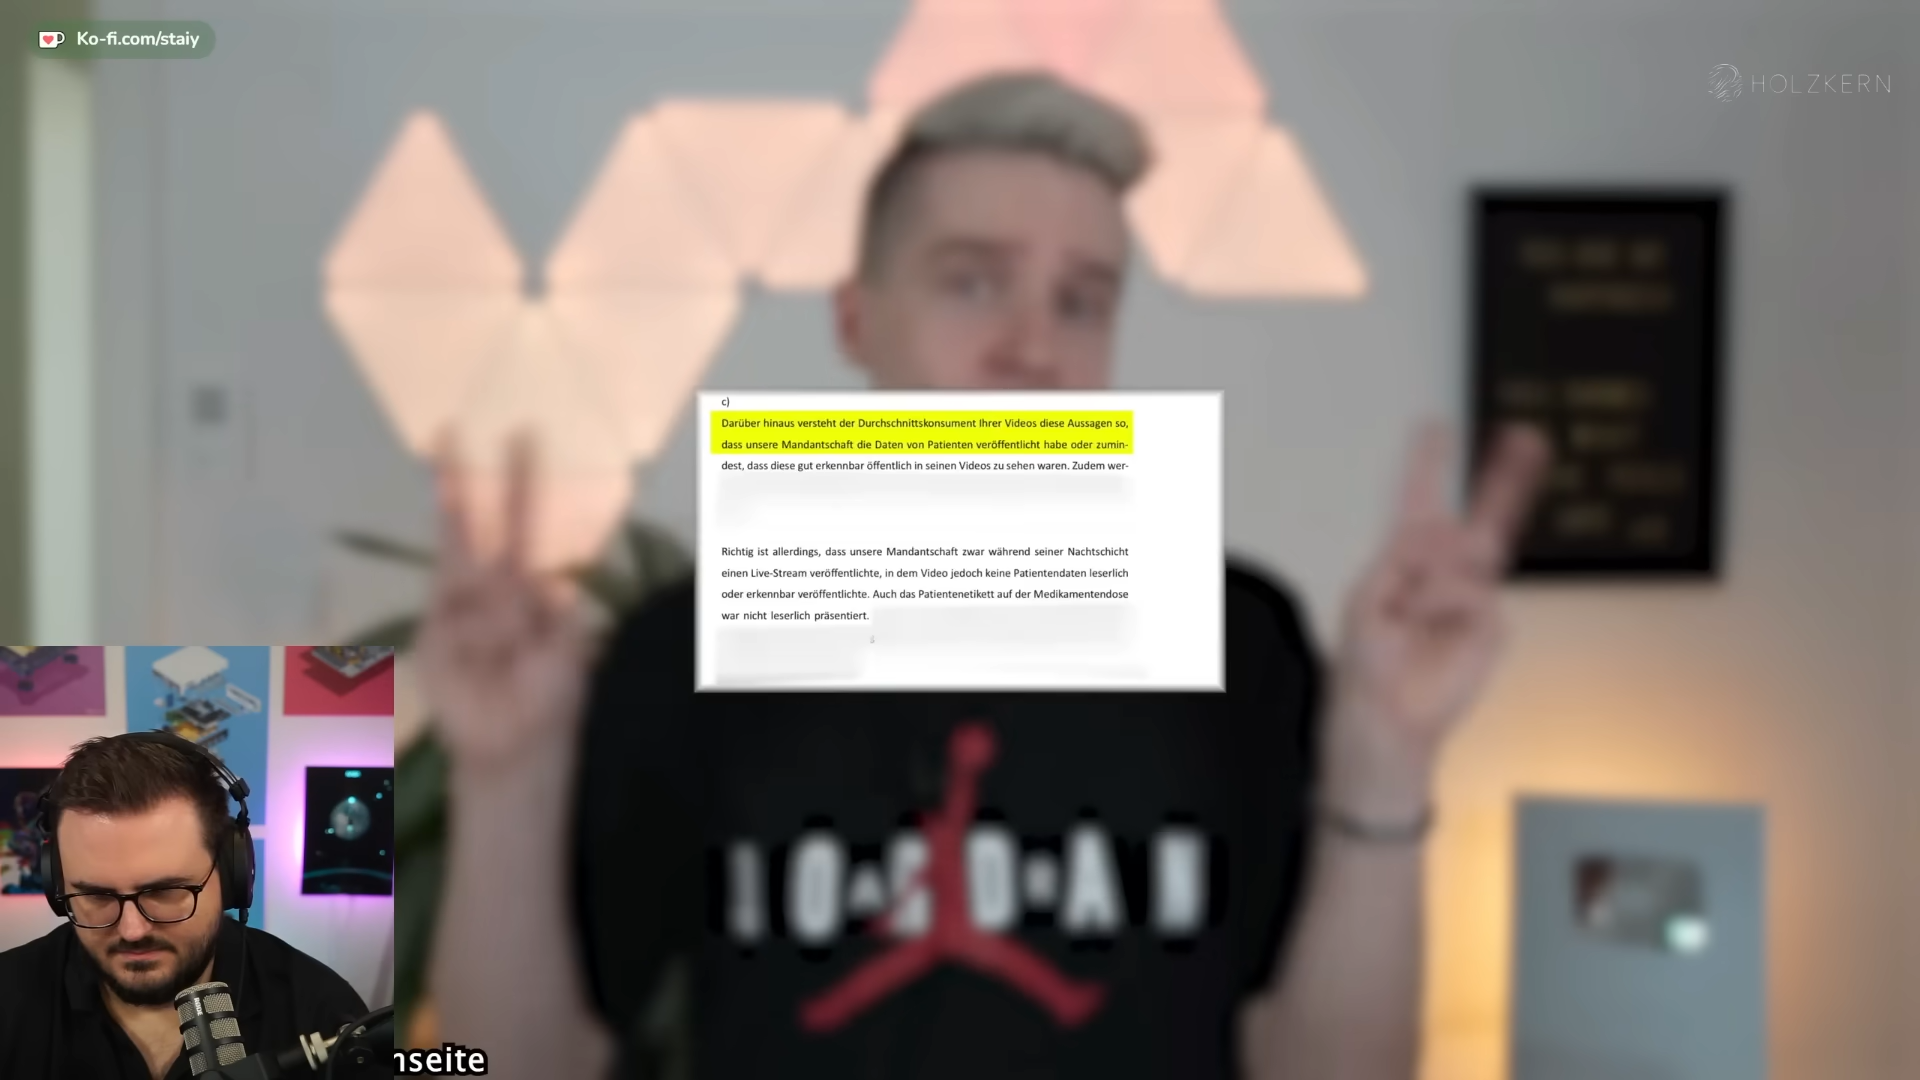 Ko-fi.com/staiy
HOLZKERN
c)
Darüber hinaus versteht der Durchschnittskonsument Ihrer Videos diese Aussagen so,
dass unsere Mandantschaft die Daten von Patienten veröffentlicht habe oder zumin-
dest, dass diese gut erkennbar öffentlich in seinen Videos zu sehen waren. Zudem wer-
Richtig ist allerdings, dass unsere Mandantschaft zwar während seiner Nachtschicht
einen Live-Stream veröffentlichte, in dem Video jedoch keine Patientendaten leserlich
oder erkennbar veröffentlichte. Auch das Patientenetikett auf der Medikamentendose
war nicht leserlich präsentiert.
JORDAN
nseite